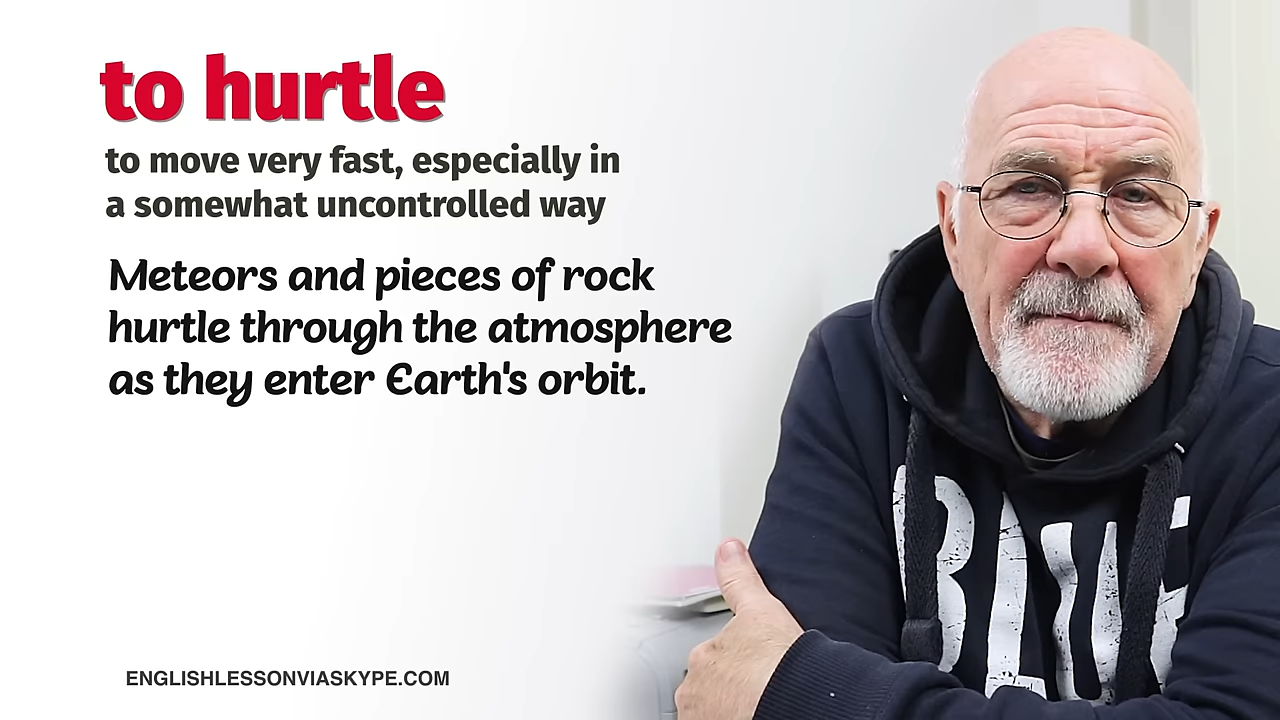 to hurtle
to move very fast, especially in
a somewhat uncontrolled way
Meteors and pieces of rock
hurtle through the atmosphere
as they enter Earth's orbit.
ENGLISHLESSONVIASKYPE.COM